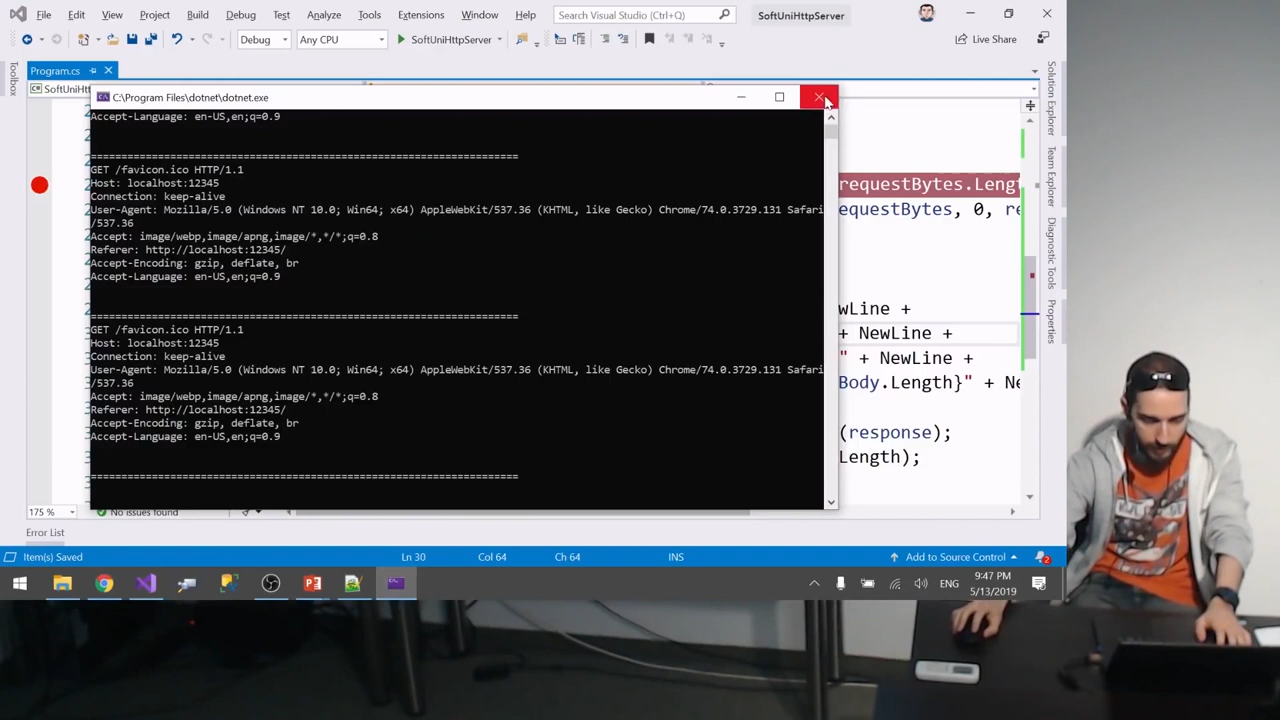 File Edit View Project Build Debug Test Analyze Tools Extensions Window Help Search Visual Studio (Ctrl+Q) SoftUniHttpServer
Debug Any CPU SoftUniHttpServer Live Share
Toolbox
Program.cs
SoftUniHtt
C:\Program Files\dotnet\dotnet.exe
Accept-Language: en-US,en;q=0.9
==================================================================
GET /favicon.ico HTTP/1.1
Host: localhost:12345
Connection: keep-alive
User-Agent: Mozilla/5.0 (Windows NT 10.0; Win64; x64) AppleWebKit/537.36 (KHTML, like Gecko) Chrome/74.0.3729.131 Safari
/537.36
Accept: image/webp,image/apng,image/*,*/*;q=0.8
Referer: http://localhost:12345/
Accept-Encoding: gzip, deflate, br
Accept-Language: en-US,en;q=0.9
==================================================================
GET /favicon.ico HTTP/1.1
Host: localhost:12345
Connection: keep-alive
User-Agent: Mozilla/5.0 (Windows NT 10.0; Win64; x64) AppleWebKit/537.36 (KHTML, like Gecko) Chrome/74.0.3729.131 Safari
/537.36
Accept: image/webp,image/apng,image/*,*/*;q=0.8
Referer: http://localhost:12345/
Accept-Encoding: gzip, deflate, br
Accept-Language: en-US,en;q=0.9
==================================================================
requestBytes.Lengt
equestBytes, 0, re
wLine +
+ NewLine +
" + NewLine +
Body.Length}" + Ne
(response);
Length);
Solution Explorer
Team Explorer
Diagnostic Tools
Properties
175 % No issues found
Error List
Item(s) Saved Ln 30 Col 64 Ch 64 INS Add to Source Control 2
ENG 9:47 PM
5/13/2019